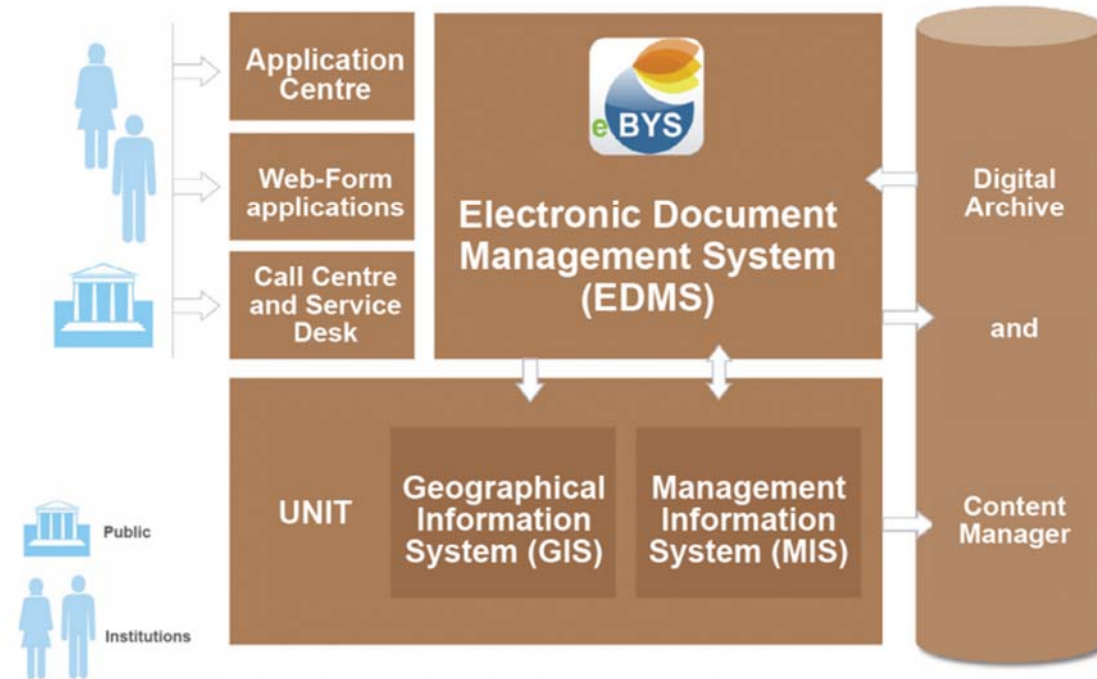 Application
Centre
Web-Form
applications
Call Centre
and Service
Desk
eBYS
Electronic Document
Management System
(EDMS)
Digital
Archive
and
Content
Manager
UNIT
Geographical
Information
System (GIS)
Management
Information
System (MIS)
Public
Institutions